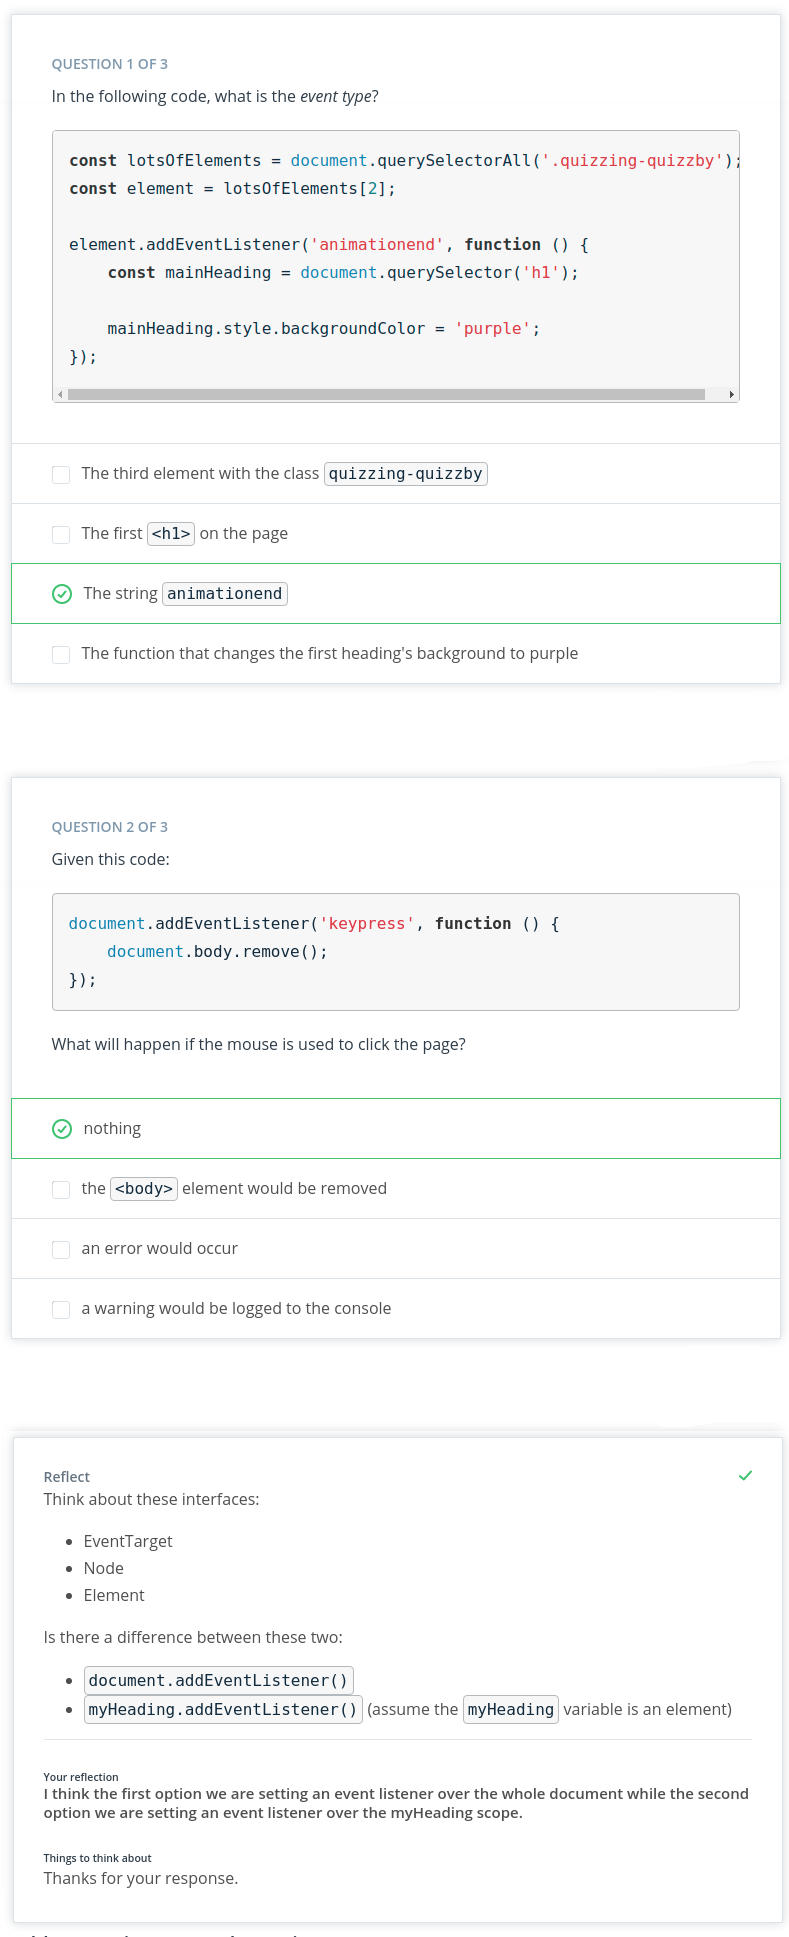 QUESTION 1 OF 3
In the following code, what is the event type?
const lotsOfElements = document.querySelectorAll('.quizzing-quizzby');
const element = lotsOfElements[2];
element.addEventListener('animationend', function () {
    const mainHeading = document.querySelector('h1');
    mainHeading.style.backgroundColor = 'purple';
});
The third element with the class quizzing-quizzby
The first <h1> on the page
The string animationend
The function that changes the first heading's background to purple
QUESTION 2 OF 3
Given this code:
document.addEventListener('keypress', function () {
    document.body.remove();
});
What will happen if the mouse is used to click the page?
nothing
the <body> element would be removed
an error would occur
a warning would be logged to the console
Reflect
Think about these interfaces:
• EventTarget
• Node
• Element
Is there a difference between these two:
• document.addEventListener()
• myHeading.addEventListener() (assume the myHeading variable is an element)
Your reflection
I think the first option we are setting an event listener over the whole document while the second
option we are setting an event listener over the myHeading scope.
Things to think about
Thanks for your response.